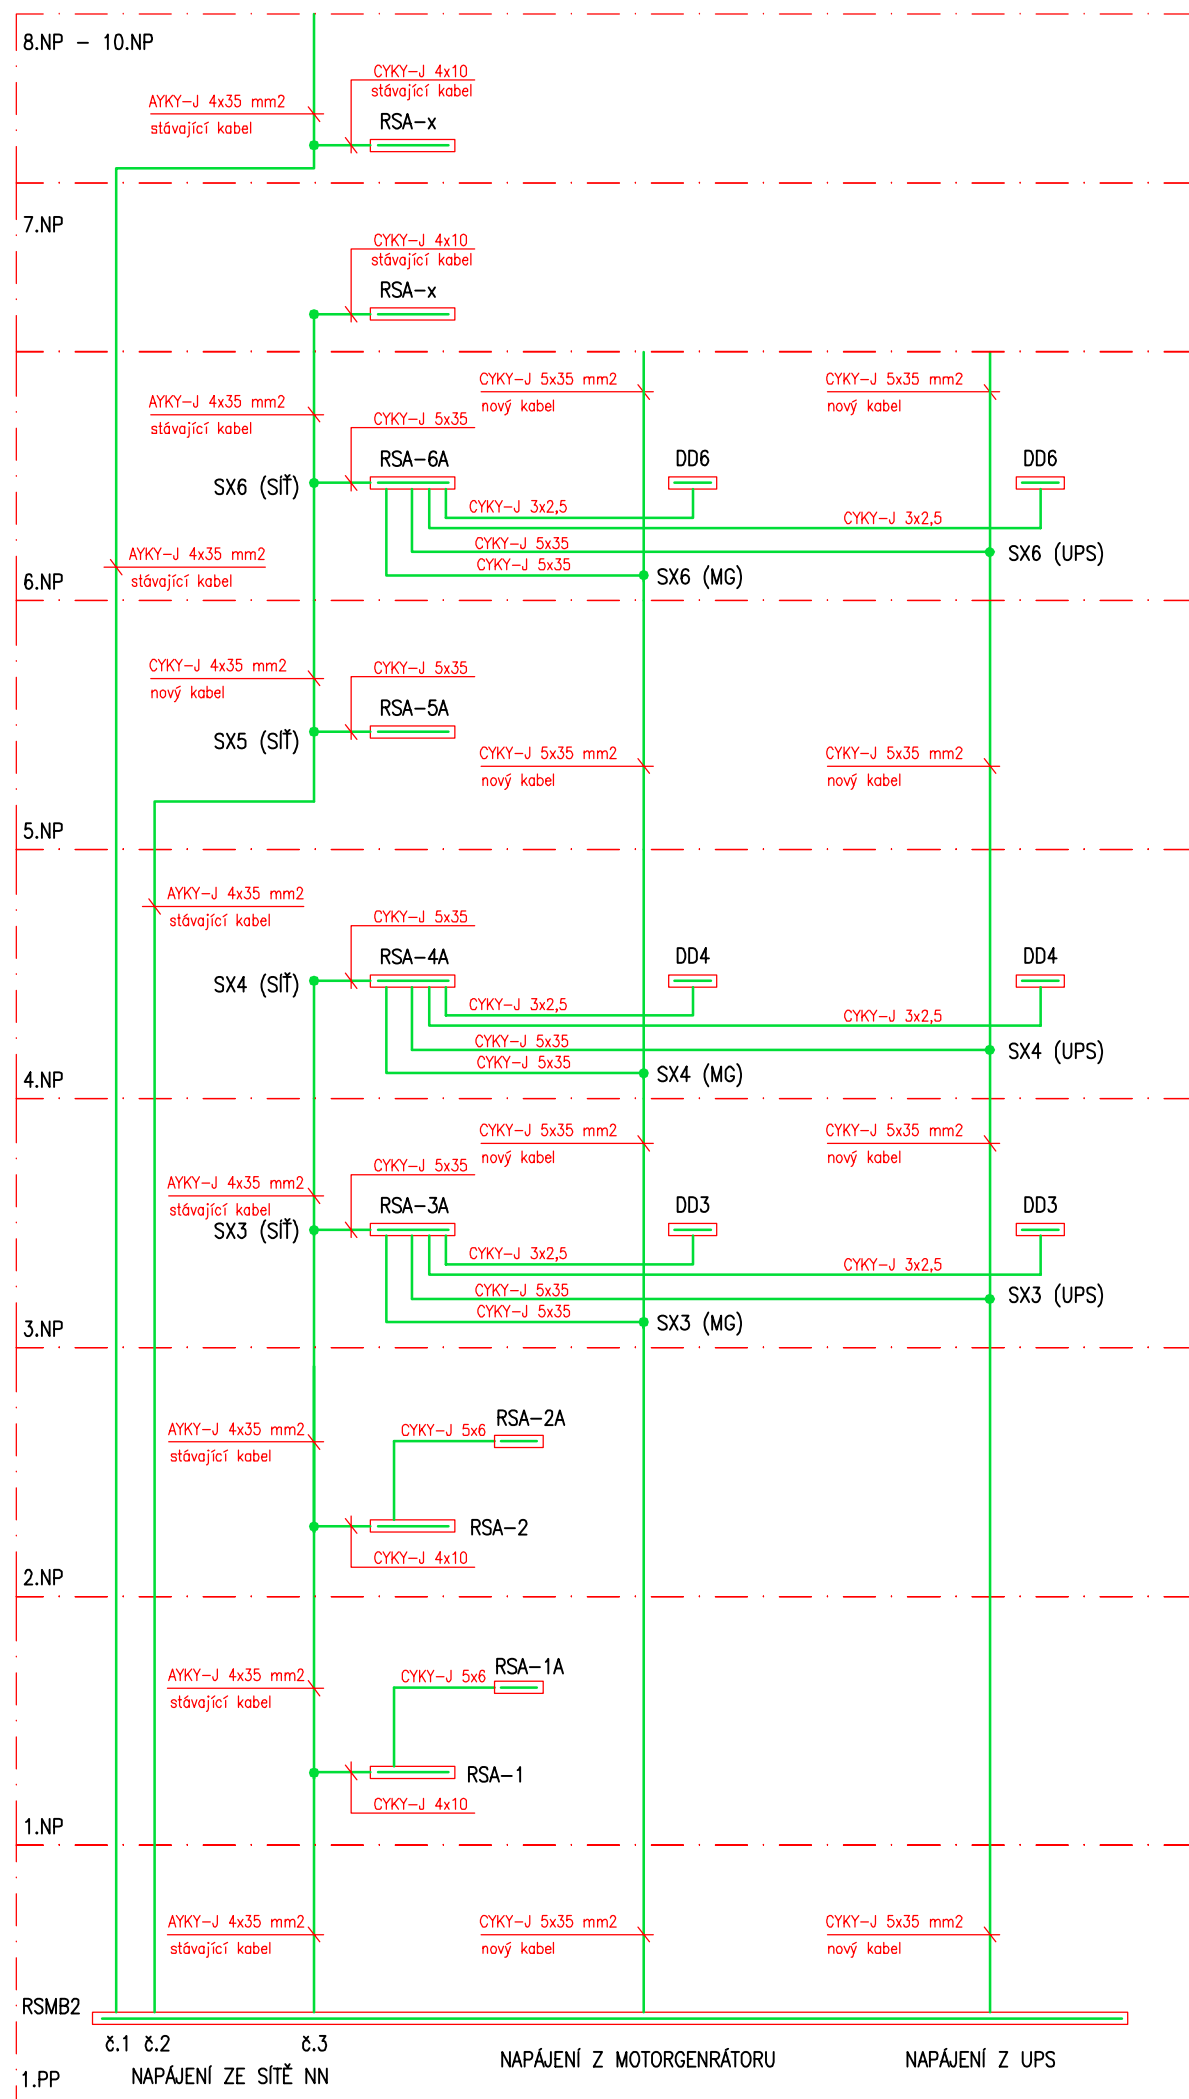 8.NP – 10.NP
CYKY–J 4x10
stávající kabel
AYKY–J 4x35 mm2
stávající kabel
RSA–x
7.NP
CYKY–J 4x10
stávající kabel
RSA–x
AYKY–J 4x35 mm2
stávající kabel
CYKY–J 5x35 mm2
nový kabel
CYKY–J 5x35 mm2
nový kabel
CYKY–J 5x35
RSA–6A
DD6
DD6
SX6 (SÍŤ)
CYKY–J 3x2,5
CYKY–J 3x2,5
CYKY–J 5x35
SX6 (UPS)
CYKY–J 5x35
SX6 (MG)
AYKY–J 4x35 mm2
stávající kabel
6.NP
CYKY–J 4x35 mm2
nový kabel
CYKY–J 5x35
RSA–5A
SX5 (SÍŤ)
CYKY–J 5x35 mm2
nový kabel
CYKY–J 5x35 mm2
nový kabel
5.NP
AYKY–J 4x35 mm2
stávající kabel
CYKY–J 5x35
RSA–4A
DD4
DD4
SX4 (SÍŤ)
CYKY–J 3x2,5
CYKY–J 3x2,5
CYKY–J 5x35
SX4 (UPS)
CYKY–J 5x35
SX4 (MG)
4.NP
CYKY–J 5x35 mm2
nový kabel
CYKY–J 5x35 mm2
nový kabel
AYKY–J 4x35 mm2
stávající kabel
CYKY–J 5x35
RSA–3A
DD3
DD3
SX3 (SÍŤ)
CYKY–J 3x2,5
CYKY–J 3x2,5
CYKY–J 5x35
SX3 (UPS)
CYKY–J 5x35
SX3 (MG)
3.NP
AYKY–J 4x35 mm2
stávající kabel
CYKY–J 5x6
RSA–2A
RSA–2
CYKY–J 4x10
2.NP
AYKY–J 4x35 mm2
stávající kabel
CYKY–J 5x6
RSA–1A
RSA–1
CYKY–J 4x10
1.NP
AYKY–J 4x35 mm2
stávající kabel
CYKY–J 5x35 mm2
nový kabel
CYKY–J 5x35 mm2
nový kabel
RSMB2
č.1 č.2 č.3
NAPÁJENÍ ZE SÍTĚ NN
NAPÁJENÍ Z MOTORGENRÁTORU
NAPÁJENÍ Z UPS
1.PP